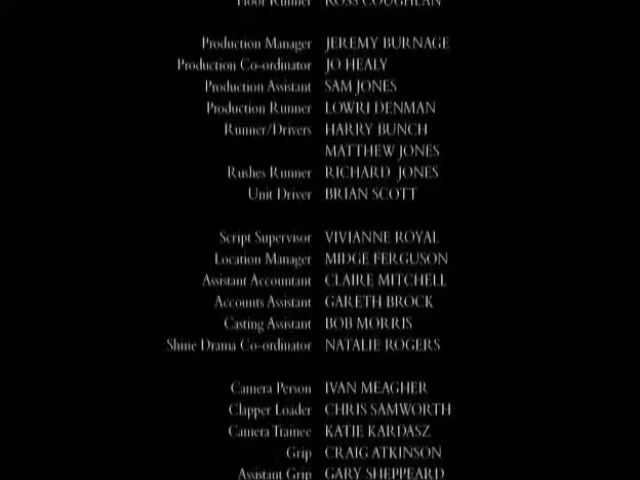 Floor Runner ROSS COUGHLAN
Production Manager JEREMY BURNAGE
Production Co-ordinator JO HEALY
Production Assistant SAM JONES
Production Runner LOWRI DENMAN
Runner/Drivers HARRY BUNCH
MATTHEW JONES
Rushes Runner RICHARD JONES
Unit Driver BRIAN SCOTT
Script Supervisor VIVIANNE ROYAL
Location Manager MIDGE FERGUSON
Assistant Accountant CLAIRE MITCHELL
Accounts Assistant GARETH BROCK
Casting Assistant BOB MORRIS
Shine Drama Co-ordinator NATALIE ROGERS
Camera Person IVAN MEAGHER
Clapper Loader CHRIS SAMWORTH
Camera Trainee KATIE KARDASZ
Grip CRAIG ATKINSON
Assistant Grip GARY SHEPPEARD